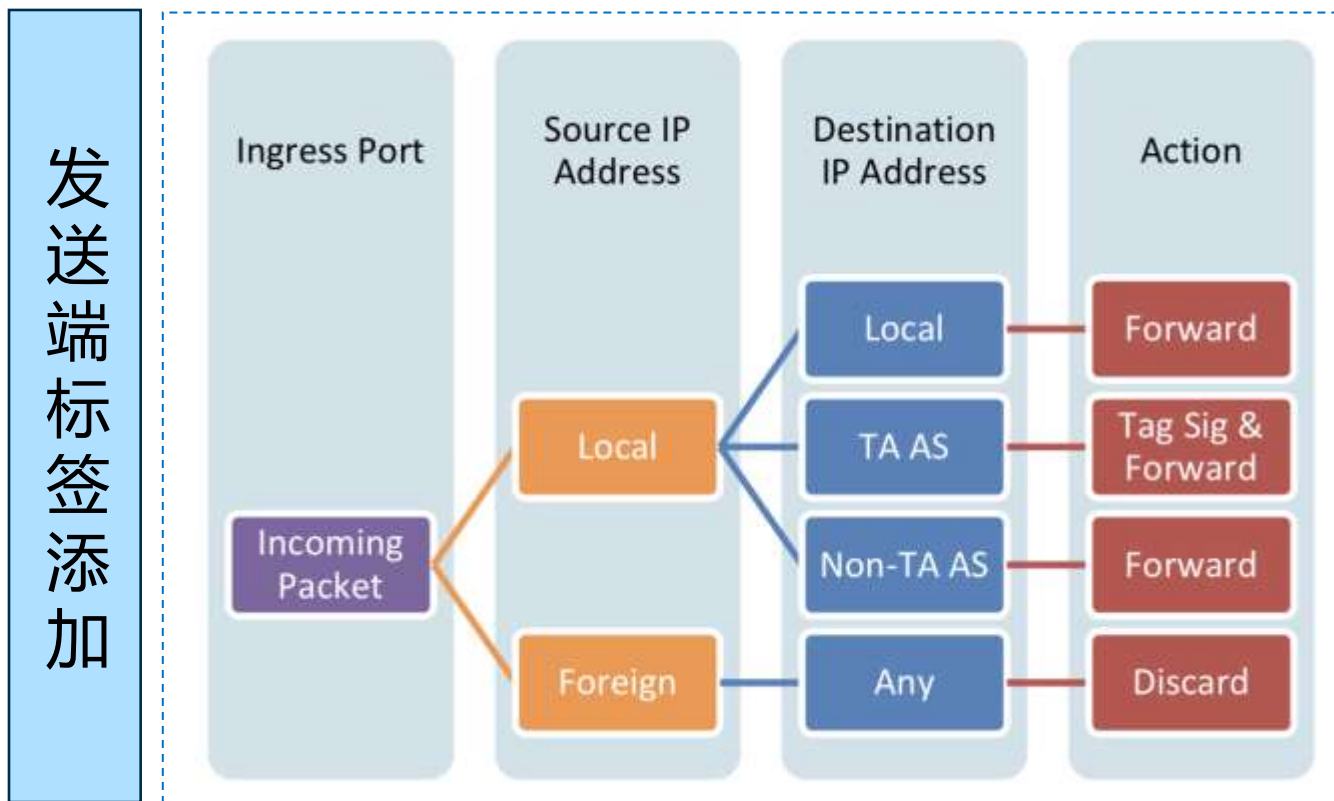 发送端标签添加
Ingress Port
Source IP
Address
Destination
IP Address
Action
Incoming
Packet
Local
Foreign
Local
TA AS
Non-TA AS
Any
Forward
Tag Sig &
Forward
Forward
Discard